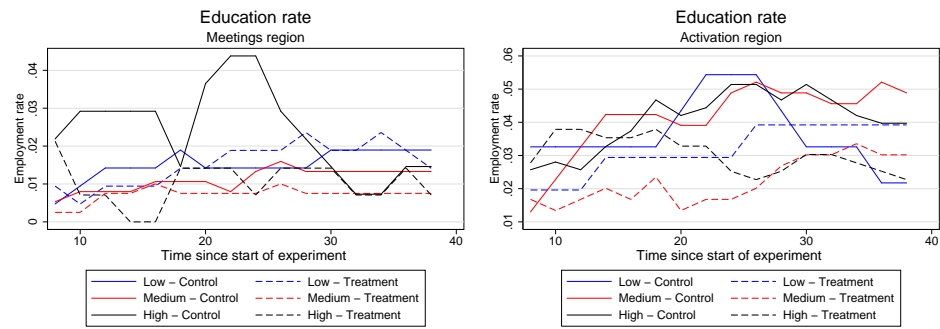 Education rate
Meetings region
Employment rate
0 .01 .02 .03 .04
10 20 30 40
Time since start of experiment
Low − Control Low − Treatment
Medium − Control Medium − Treatment
High − Control High − Treatment
Education rate
Activation region
Employment rate
.01 .02 .03 .04 .05 .06
10 20 30 40
Time since start of experiment
Low − Control Low − Treatment
Medium − Control Medium − Treatment
High − Control High − Treatment